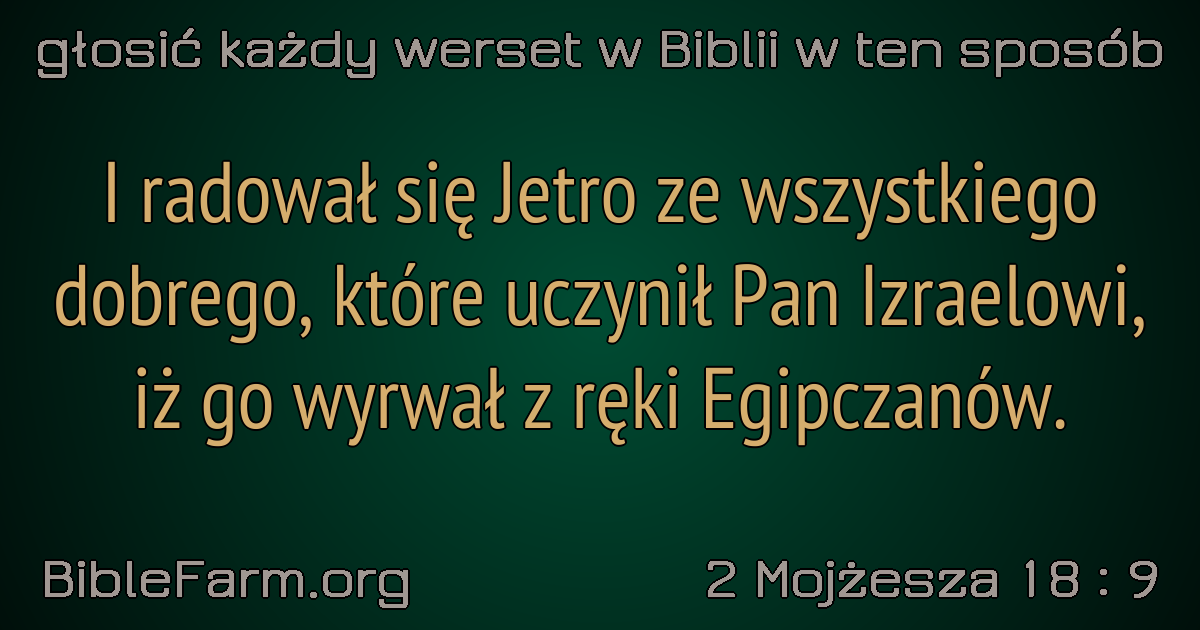 głosić każdy werset w Biblii w ten sposób
I radował się Jetro ze wszystkiego
dobrego, które uczynił Pan Izraelowi,
iż go wyrwał z ręki Egipczanów.
BibleFarm.org
2 Mojżesza 18 : 9